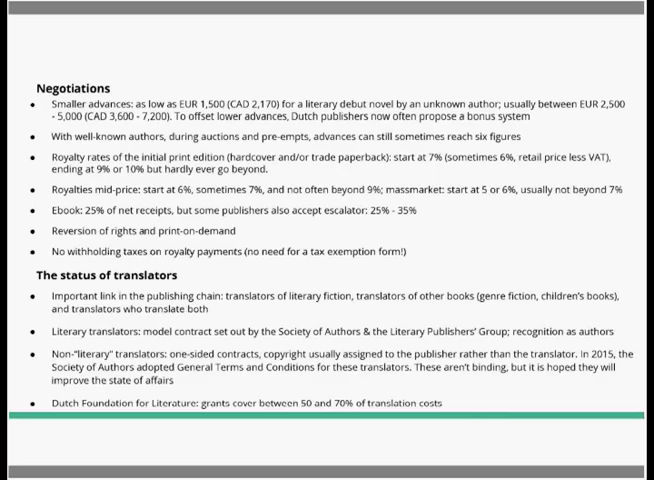 Negotiations
• Smaller advances: as low as EUR 1,500 (CAD 2,170) for a literary debut novel by an unknown author; usually between EUR 2,500
- 5,000 (CAD 3,600 - 7,200). To offset lower advances, Dutch publishers now often propose a bonus system
• With well-known authors, during auctions and pre-empts, advances can still sometimes reach six figures
• Royalty rates of the initial print edition (hardcover and/or trade paperback): start at 7% (sometimes 6%, retail price less VAT),
ending at 9% or 10% but hardly ever go beyond.
• Royalties mid-price: start at 6%, sometimes 7%, and not often beyond 9%; massmarket: start at 5 or 6%, usually not beyond 7%
• Ebook: 25% of net receipts, but some publishers also accept escalator: 25% - 35%
• Reversion of rights and print-on-demand
• No withholding taxes on royalty payments (no need for a tax exemption form!)
The status of translators
• Important link in the publishing chain: translators of literary fiction, translators of other books (genre fiction, children's books),
and translators who translate both
• Literary translators: model contract set out by the Society of Authors & the Literary Publishers' Group; recognition as authors
• Non-"literary" translators: one-sided contracts, copyright usually assigned to the publisher rather than the translator. In 2015, the
Society of Authors adopted General Terms and Conditions for these translators. These aren't binding, but it is hoped they will
improve the state of affairs
• Dutch Foundation for Literature: grants cover between 50 and 70% of translation costs